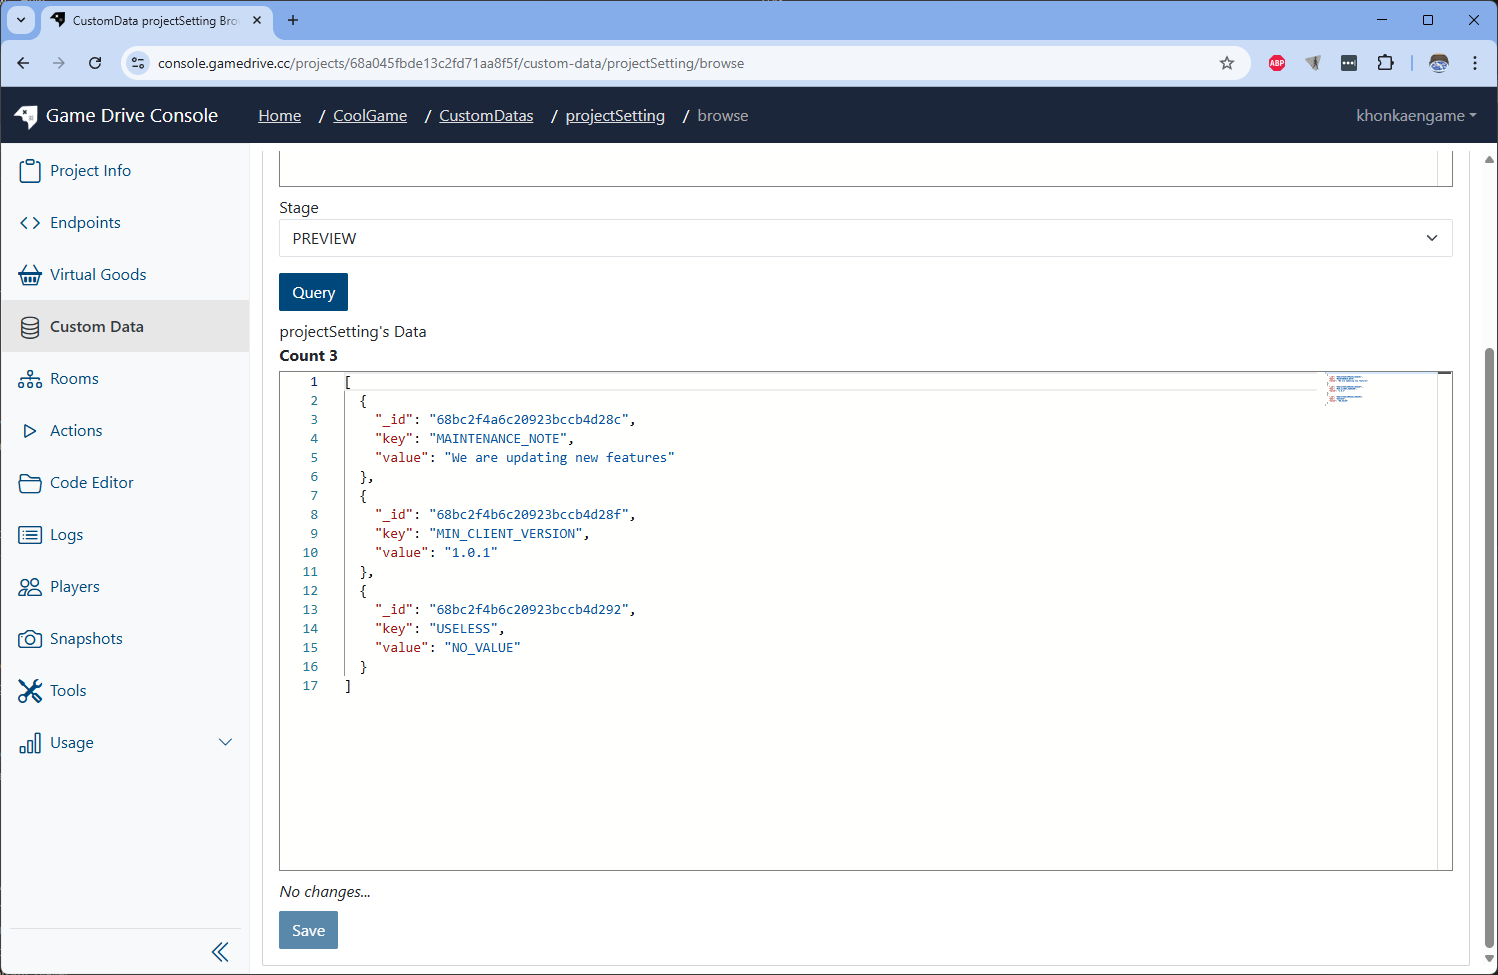 CustomData projectSetting Bro
console.gamedrive.cc/projects/68a045fbde13c2fd71aa8f5f/custom-data/projectSetting/browse
ABP
Game Drive Console
Home / CoolGame / CustomDatas / projectSetting / browse
khonkaengame
Project Info
Endpoints
Virtual Goods
Custom Data
Rooms
Actions
Code Editor
Logs
Players
Snapshots
Tools
Usage
Stage
PREVIEW
Query
projectSetting's Data
Count 3
1 [
2 {
3 "_id": "68bc2f4a6c20923bccb4d28c",
4 "key": "MAINTENANCE_NOTE",
5 "value": "We are updating new features"
6 },
7 {
8 "_id": "68bc2f4b6c20923bccb4d28f",
9 "key": "MIN_CLIENT_VERSION",
10 "value": "1.0.1"
11 },
12 {
13 "_id": "68bc2f4b6c20923bccb4d292",
14 "key": "USELESS",
15 "value": "NO_VALUE"
16 }
17 ]
No changes...
Save